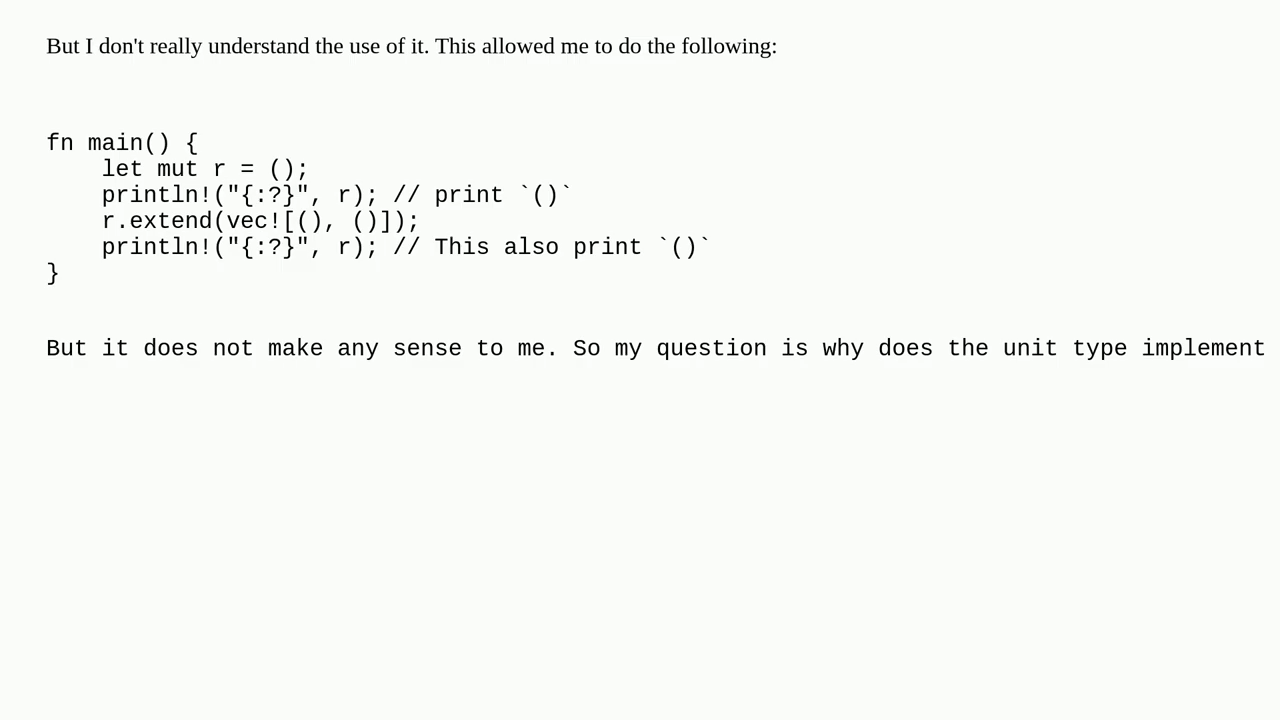 But I don't really understand the use of it. This allowed me to do the following:
fn main() {
    let mut r = ();
    println!("{:?}", r); // print `()`
    r.extend(vec![(), ()]);
    println!("{:?}", r); // This also print `()`
}
But it does not make any sense to me. So my question is why does the unit type implement